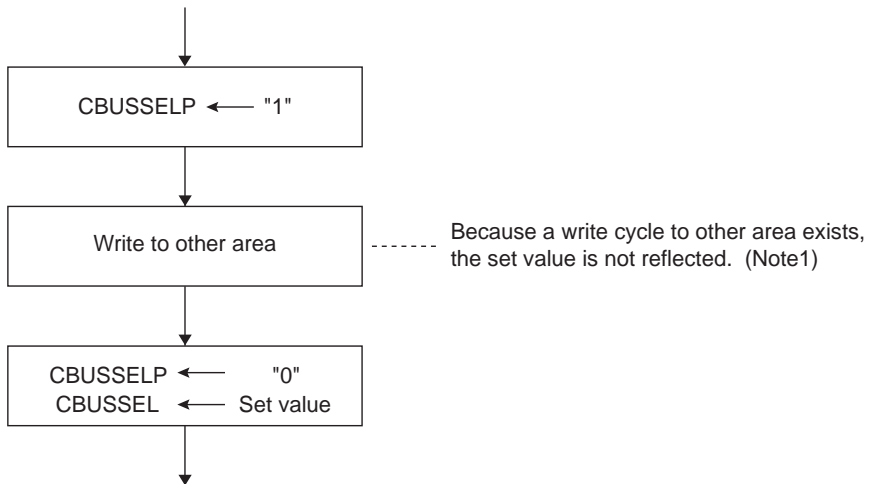 CBUSSELP ← "1"
Write to other area
Because a write cycle to other area exists,
the set value is not reflected. (Note1)
CBUSSELP ← "0"
CBUSSEL ← Set value